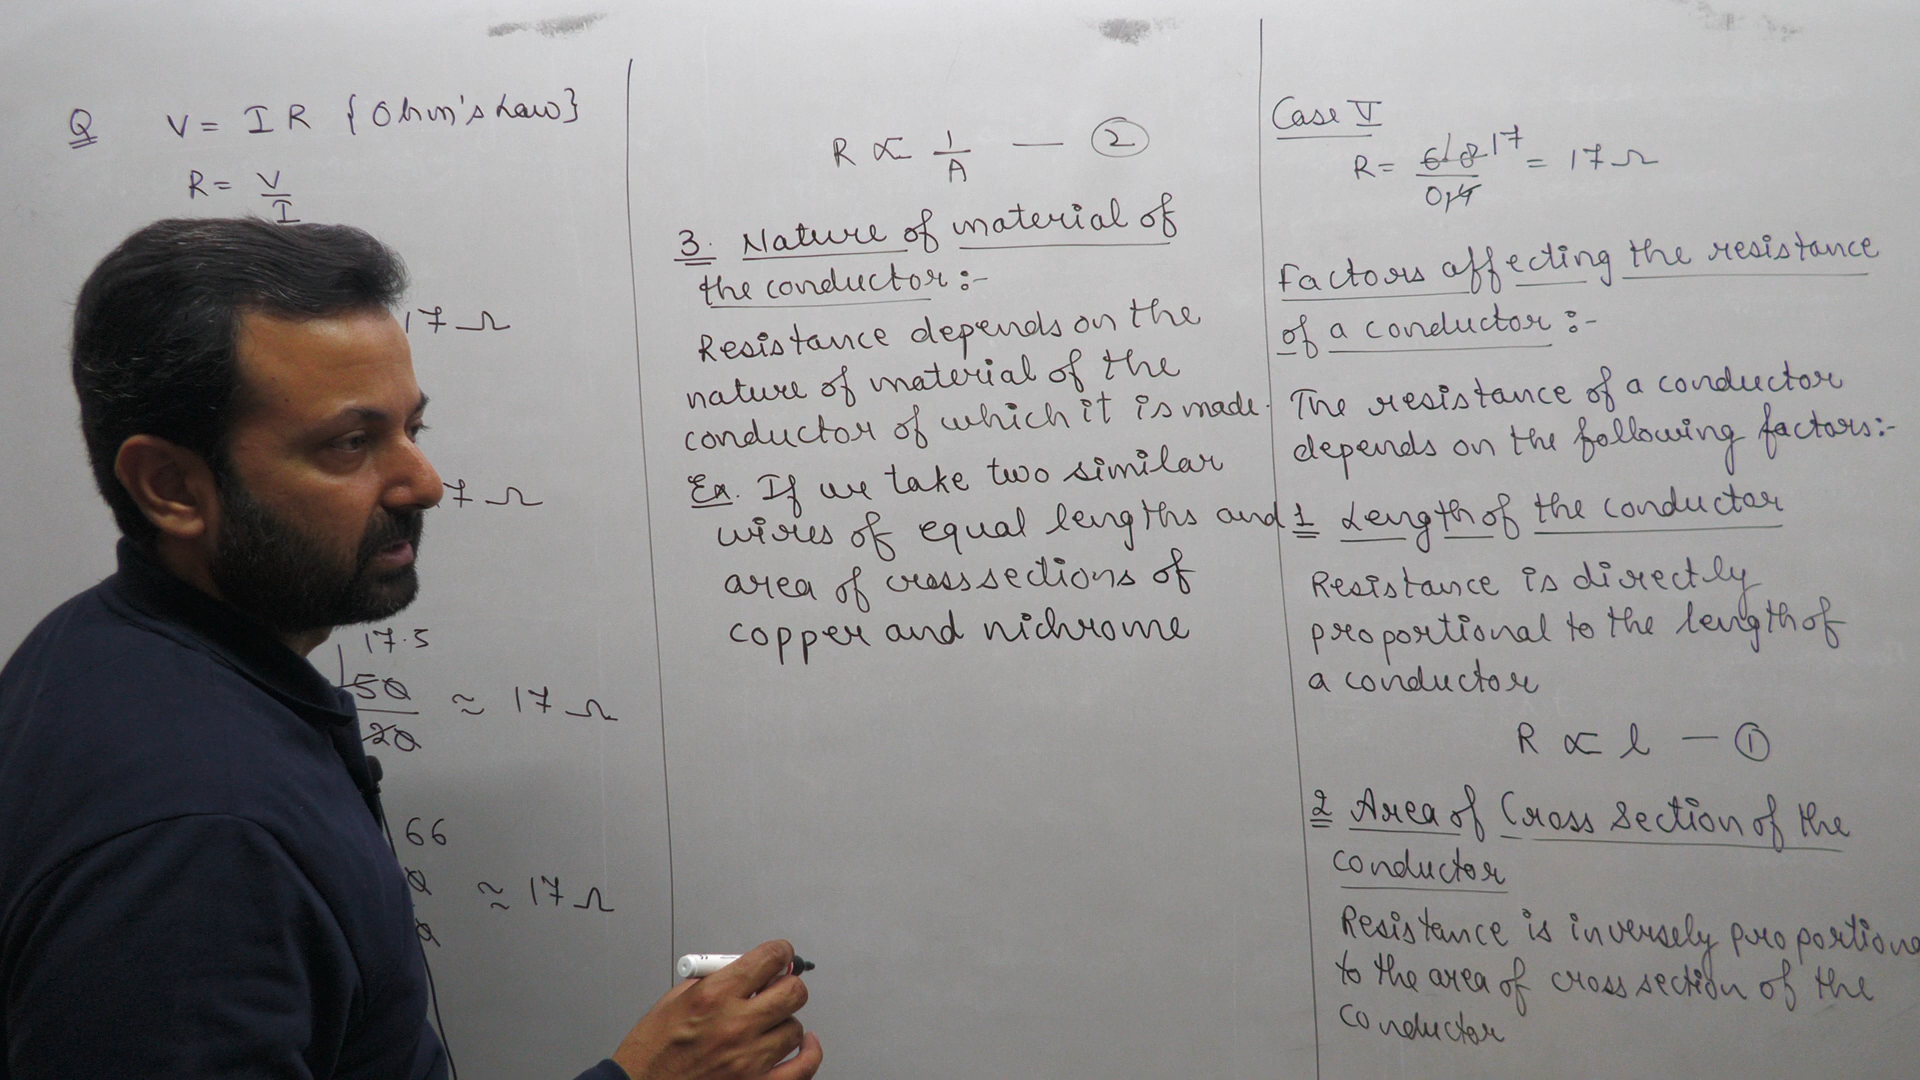 Q V = IR {Ohm's Law}
R = V/I
17 Ω
7 Ω
17.5
50/20 ≈ 17 Ω
66
≈ 17 Ω
R ∝ 1/A — ②
3. Nature of material of
the conductor :-
Resistance depends on the
nature of material of the
conductor of which it is made.
Ex. If we take two similar
wires of equal lengths and
area of cross sections of
copper and nichrome
Case V
R = 6.8/0.4 17 = 17 Ω
Factors affecting the resistance
of a conductor :-
The resistance of a conductor
depends on the following factors:-
1 Length of the conductor
Resistance is directly
proportional to the length of
a conductor
R ∝ l — ①
2 Area of Cross Section of the
conductor
Resistance is inversely proportiona
to the area of cross section of the
conductor